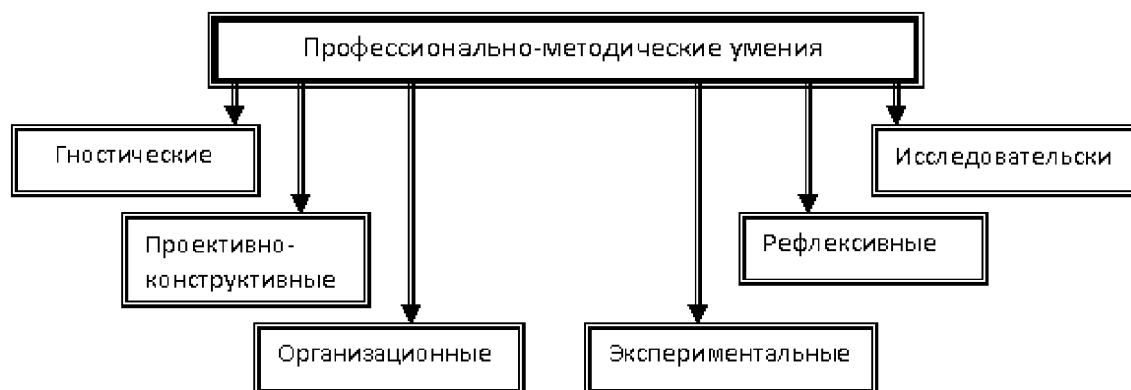 Профессионально-методические умения
Гностические
Исследовательски
Проективно-
конструктивные
Рефлексивные
Организационные
Экспериментальные